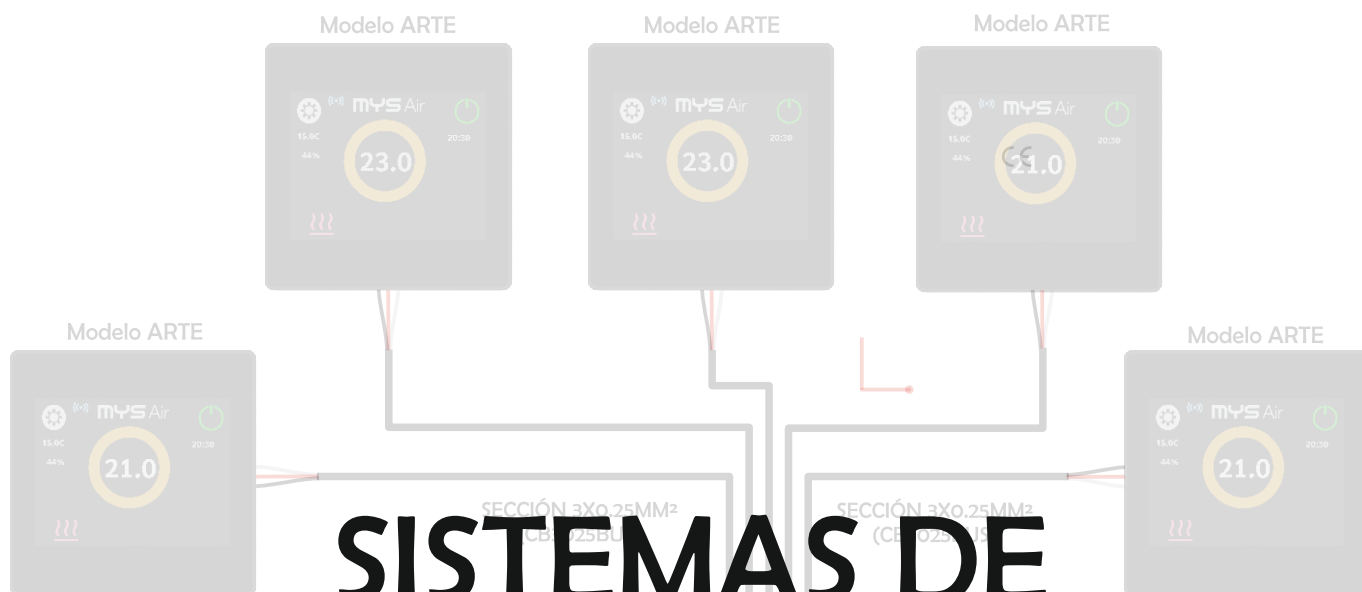 Modelo ARTE
Modelo ARTE
Modelo ARTE
MYS Air
15.0C
20:30
44%
23.0
MYS Air
15.0C
20:30
44%
23.0
MYS Air
15.0C
20:30
44%
CE
21.0
Modelo ARTE
Modelo ARTE
MYS Air
15.0C
20:30
44%
21.0
MYS Air
15.0C
20:30
44%
21.0
SECCIÓN 3X0.25MM²
SECCIÓN 3X0.25MM²
SISTEMAS DE